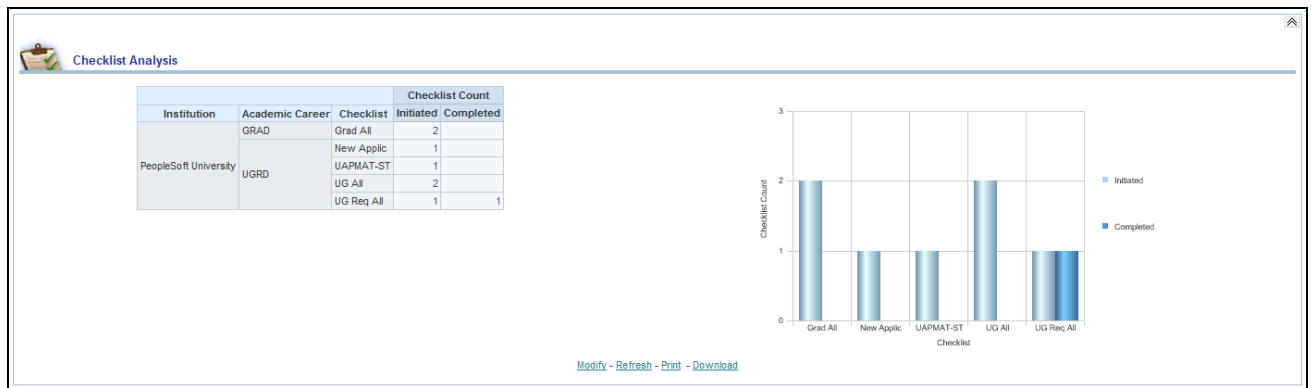 Checklist Analysis
Checklist Count
Institution Academic Career Checklist Initiated Completed
PeopleSoft University GRAD Grad All 2
UGRD New Applic 1
UAPMAT-ST 1
UG All 2
UG Req All 1 1
3
2
1
0
Checklist Count
Grad All New Applic UAPMAT-ST UG All UG Req All
Checklist
Initiated
Completed
Modify - Refresh - Print - Download